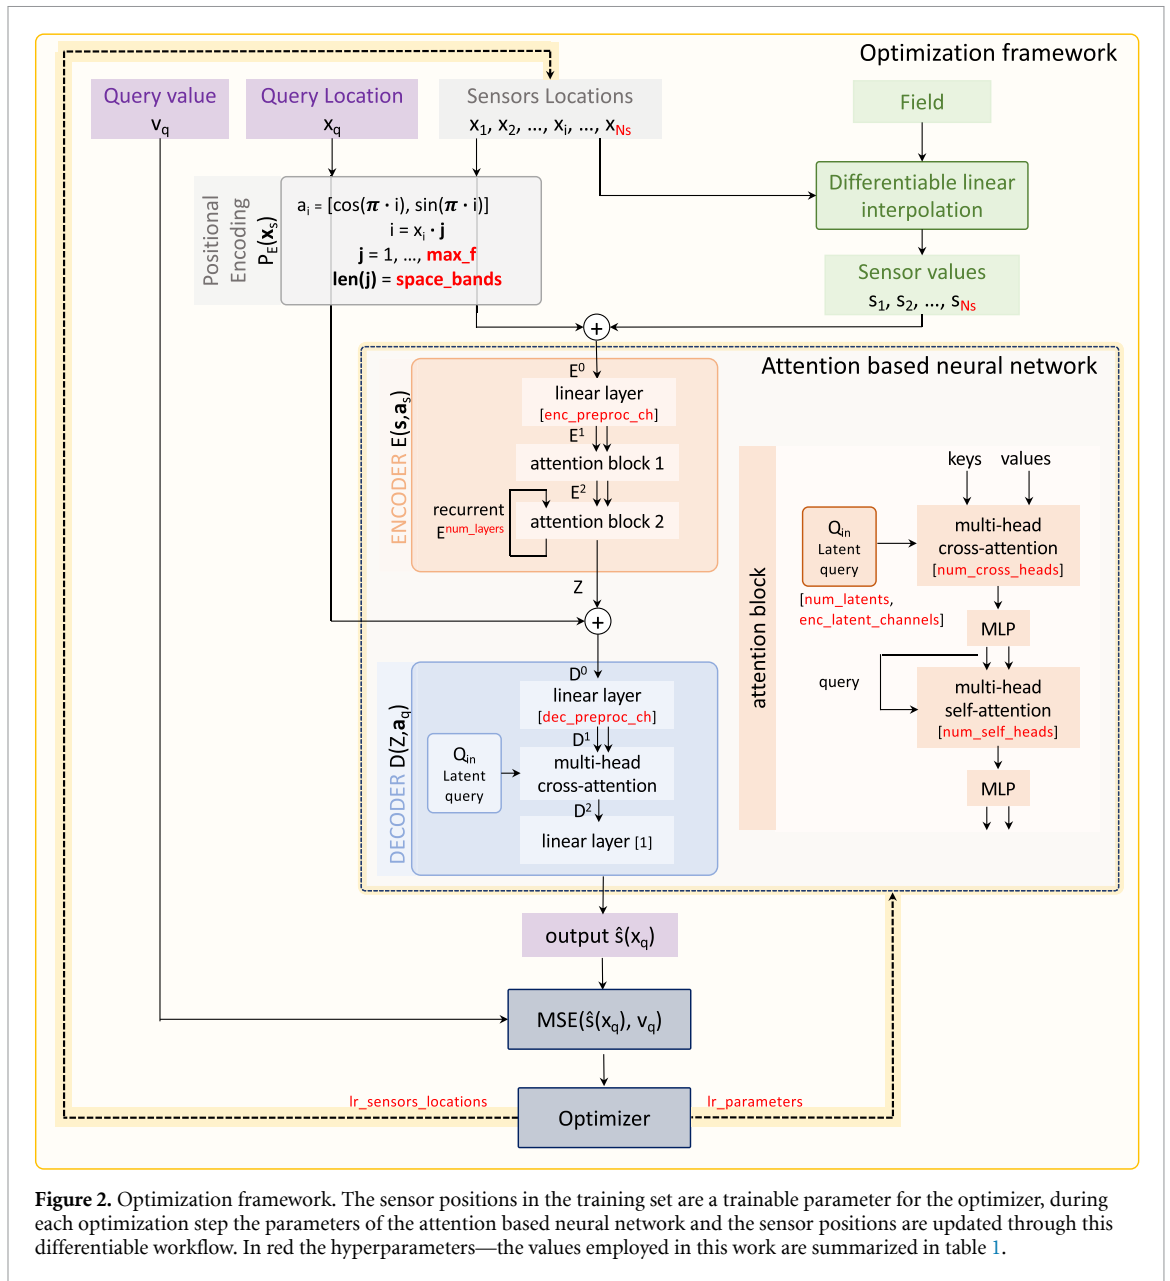 Optimization framework
Query value
v_q
Query Location
x_q
Sensors Locations
x_1, x_2, ..., x_i, ..., x_Ns
Field
Differentiable linear
interpolation
Sensor values
s_1, s_2, ..., s_Ns
Positional
Encoding
P_E(x_s)
a_i = [cos(π · i), sin(π · i)]
i = x_i · j
j = 1, ..., max_f
len(j) = space_bands
+
Attention based neural network
ENCODER E(s,a_s)
E^0
linear layer
[enc_preproc_ch]
E^1
attention block 1
E^2
attention block 2
recurrent
E^num_layers
Z
+
DECODER D(Z,a_q)
D^0
linear layer
[dec_preproc_ch]
D^1
Q_in
Latent
query
multi-head
cross-attention
D^2
linear layer [1]
attention block
keys values
Q_in
Latent
query
[num_latents,
enc_latent_channels]
multi-head
cross-attention
[num_cross_heads]
MLP
query
multi-head
self-attention
[num_self_heads]
MLP
output ŝ(x_q)
MSE(ŝ(x_q), v_q)
lr_sensors_locations
Optimizer
lr_parameters
Figure 2. Optimization framework. The sensor positions in the training set are a trainable parameter for the optimizer, during
each optimization step the parameters of the attention based neural network and the sensor positions are updated through this
differentiable workflow. In red the hyperparameters—the values employed in this work are summarized in table 1.